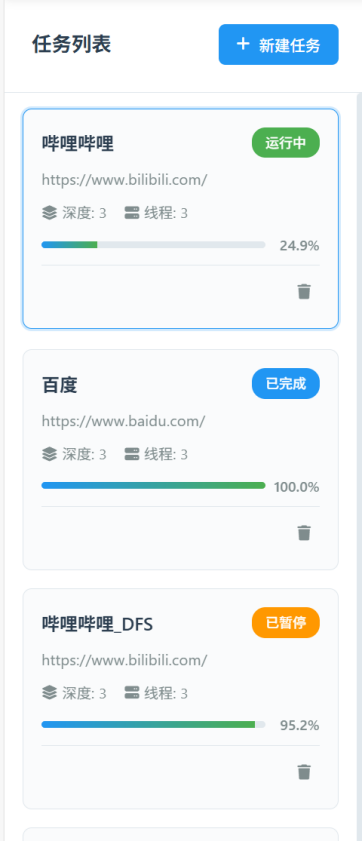 任务列表
+ 新建任务
哔哩哔哩
运行中
https://www.bilibili.com/
深度: 3 线程: 3
24.9%
百度
已完成
https://www.baidu.com/
深度: 3 线程: 3
100.0%
哔哩哔哩_DFS
已暂停
https://www.bilibili.com/
深度: 3 线程: 3
95.2%